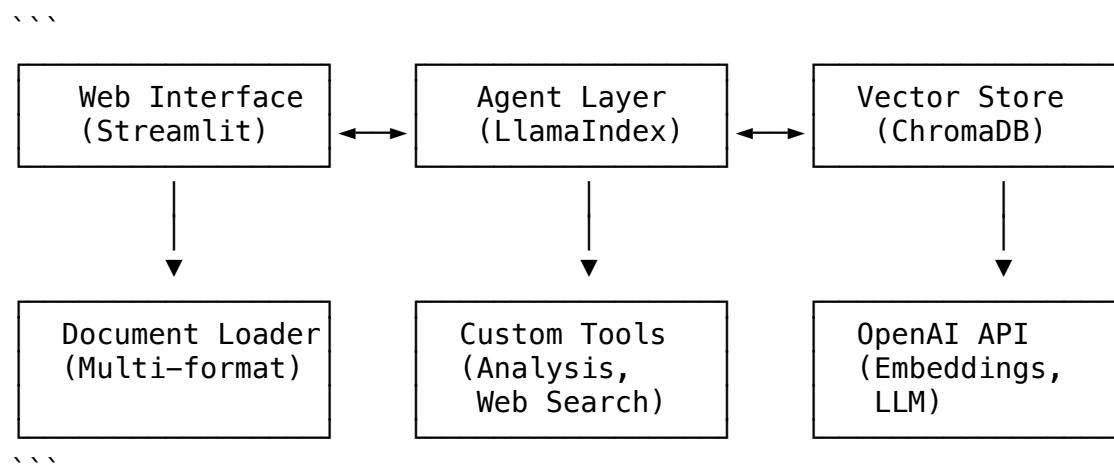 ```
Web Interface
(Streamlit)
Agent Layer
(LlamaIndex)
Vector Store
(ChromaDB)
Document Loader
(Multi-format)
Custom Tools
(Analysis,
Web Search)
OpenAI API
(Embeddings,
LLM)
```